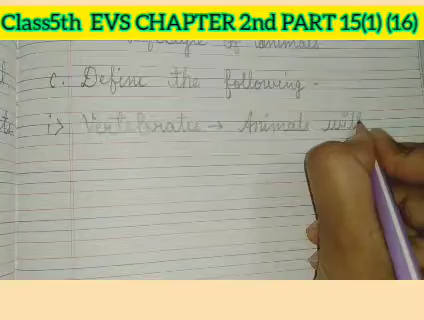 Class5th EVS CHAPTER 2nd PART 15(1) (16)
of animals
c. Define the following -
i> Vertebrates → Animals with